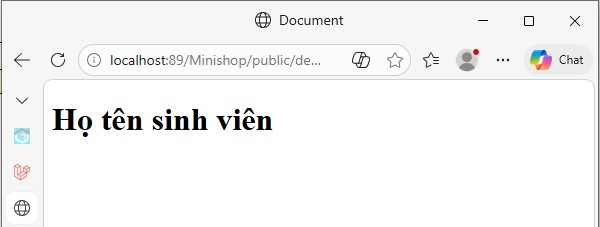 Document
localhost:89/Minishop/public/de...
Chat
Họ tên sinh viên